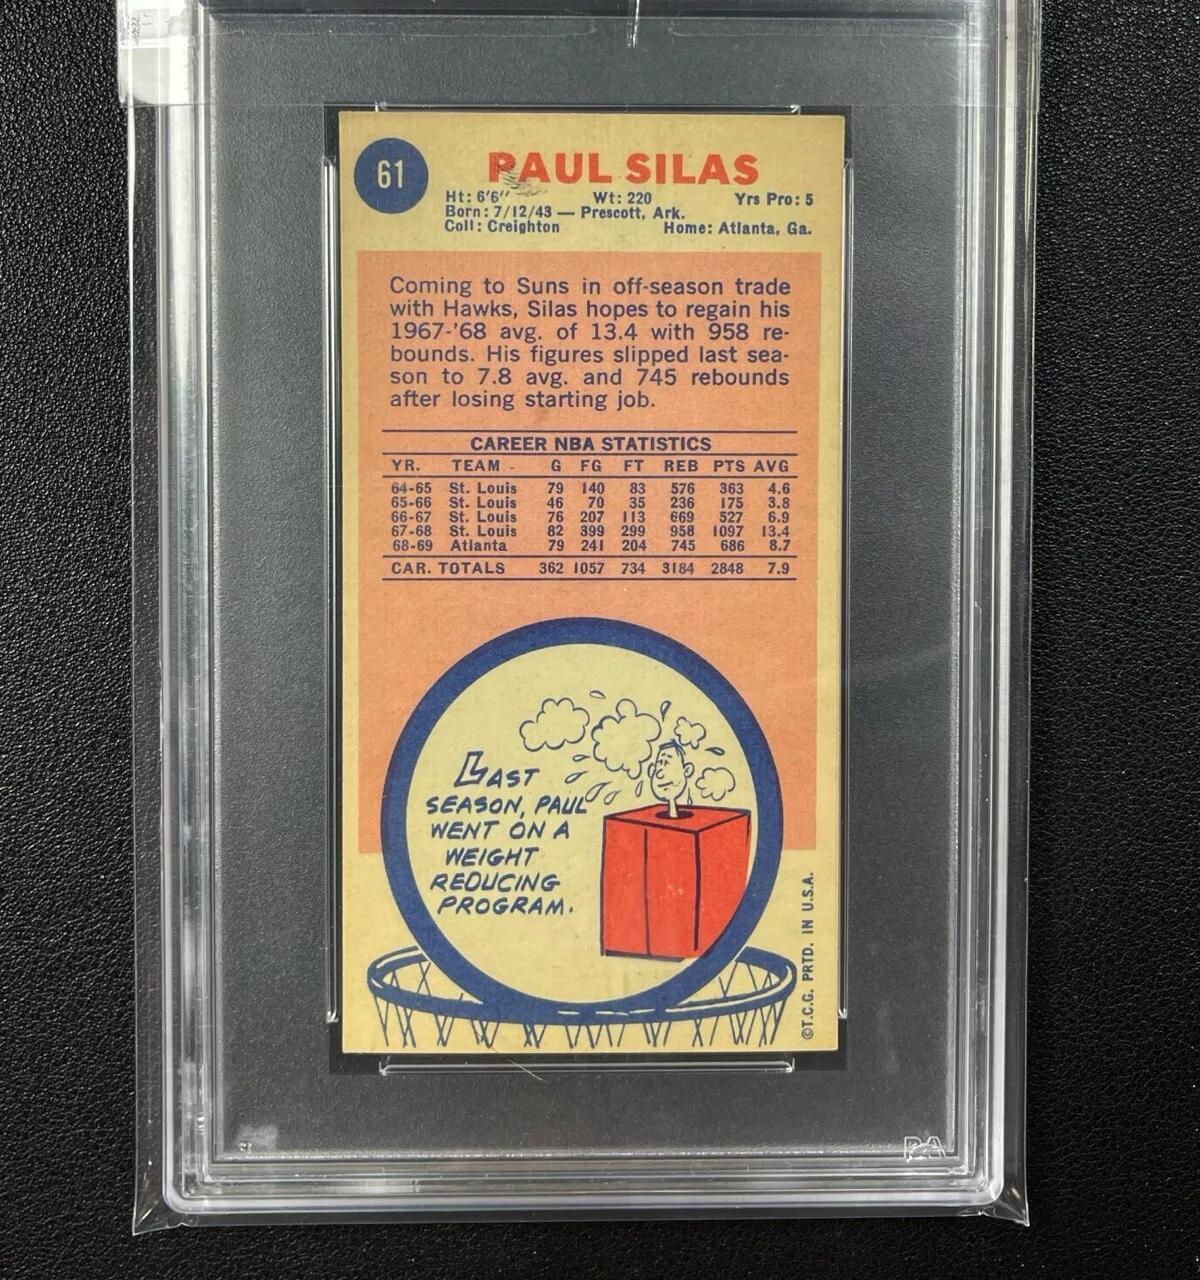 61
PAUL SILAS
Ht: 6'6" Wt: 220 Yrs Pro: 5
Born: 7/12/43 — Prescott, Ark.
Coll: Creighton Home: Atlanta, Ga.
Coming to Suns in off-season trade
with Hawks, Silas hopes to regain his
1967-'68 avg. of 13.4 with 958 re-
bounds. His figures slipped last sea-
son to 7.8 avg. and 745 rebounds
after losing starting job.
CAREER NBA STATISTICS
YR. TEAM G FG FT REB PTS AVG
64-65 St. Louis 79 140 83 576 363 4.6
65-66 St. Louis 46 70 35 236 175 3.8
66-67 St. Louis 76 207 113 669 527 6.9
67-68 St. Louis 82 399 299 958 1097 13.4
68-69 Atlanta 79 241 204 745 686 8.7
CAR. TOTALS 362 1057 734 3184 2848 7.9
LAST
SEASON, PAUL
WENT ON A
WEIGHT
REDUCING
PROGRAM.
©T.C.G. PRTD. IN U.S.A.